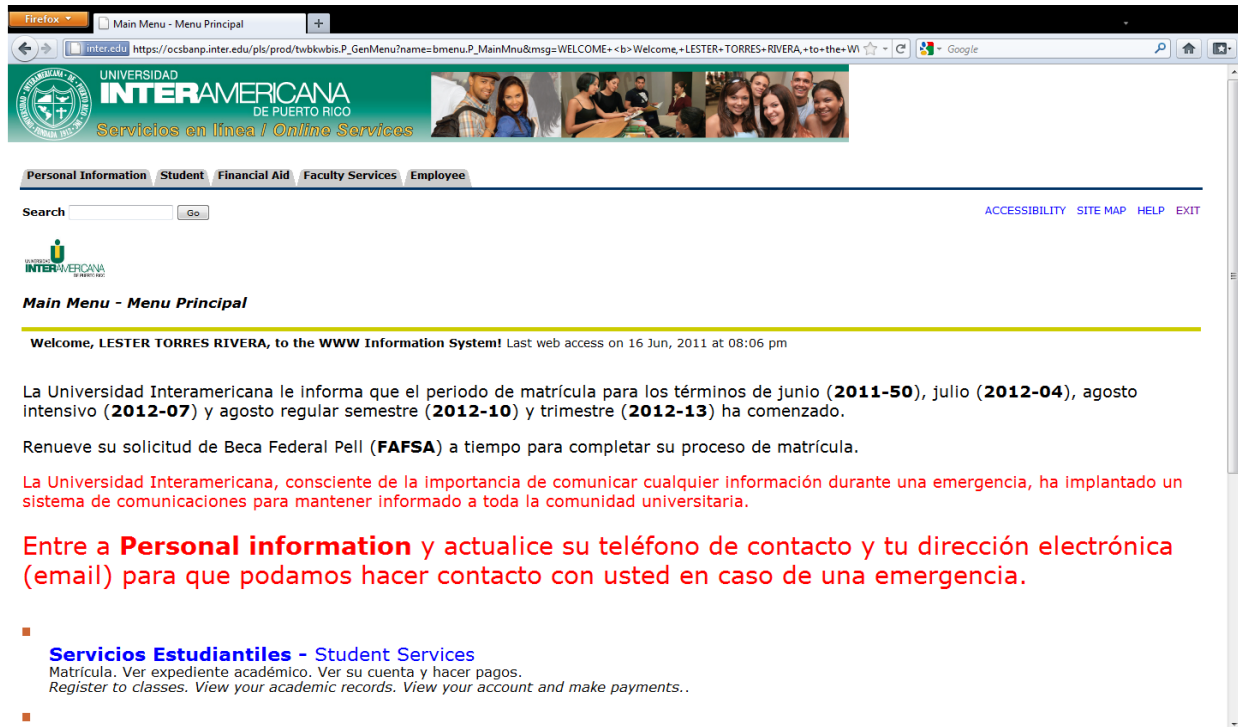 Firefox
Main Menu - Menu Principal
+
inter.edu https://ocsbanp.inter.edu/pls/prod/twbkwbis.P_GenMenu?name=bmenu.P_MainMnu&msg=WELCOME+<b>Welcome,+LESTER+TORRES+RIVERA,+to+the+W Google
UNIVERSIDAD
INTERAMERICANA
DE PUERTO RICO
Servicios en línea / Online Services
Personal Information Student Financial Aid Faculty Services Employee
Search Go ACCESSIBILITY SITE MAP HELP EXIT
UNIVERSIDAD
INTERAMERICANA
DE PUERTO RICO
Main Menu - Menu Principal
Welcome, LESTER TORRES RIVERA, to the WWW Information System! Last web access on 16 Jun, 2011 at 08:06 pm
La Universidad Interamericana le informa que el periodo de matrícula para los términos de junio (2011-50), julio (2012-04), agosto
intensivo (2012-07) y agosto regular semestre (2012-10) y trimestre (2012-13) ha comenzado.
Renueve su solicitud de Beca Federal Pell (FAFSA) a tiempo para completar su proceso de matrícula.
La Universidad Interamericana, consciente de la importancia de comunicar cualquier información durante una emergencia, ha implantado un
sistema de comunicaciones para mantener informado a toda la comunidad universitaria.
Entre a Personal information y actualice su teléfono de contacto y tu dirección electrónica
(email) para que podamos hacer contacto con usted en caso de una emergencia.
Servicios Estudiantiles - Student Services
Matrícula. Ver expediente académico. Ver su cuenta y hacer pagos.
Register to classes. View your academic records. View your account and make payments..